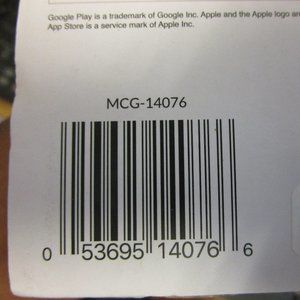 Google Play is a trademark of Google Inc. Apple and the Apple logo are
App Store is a service mark of Apple Inc.
MCG-14076
0 53695 14076 6